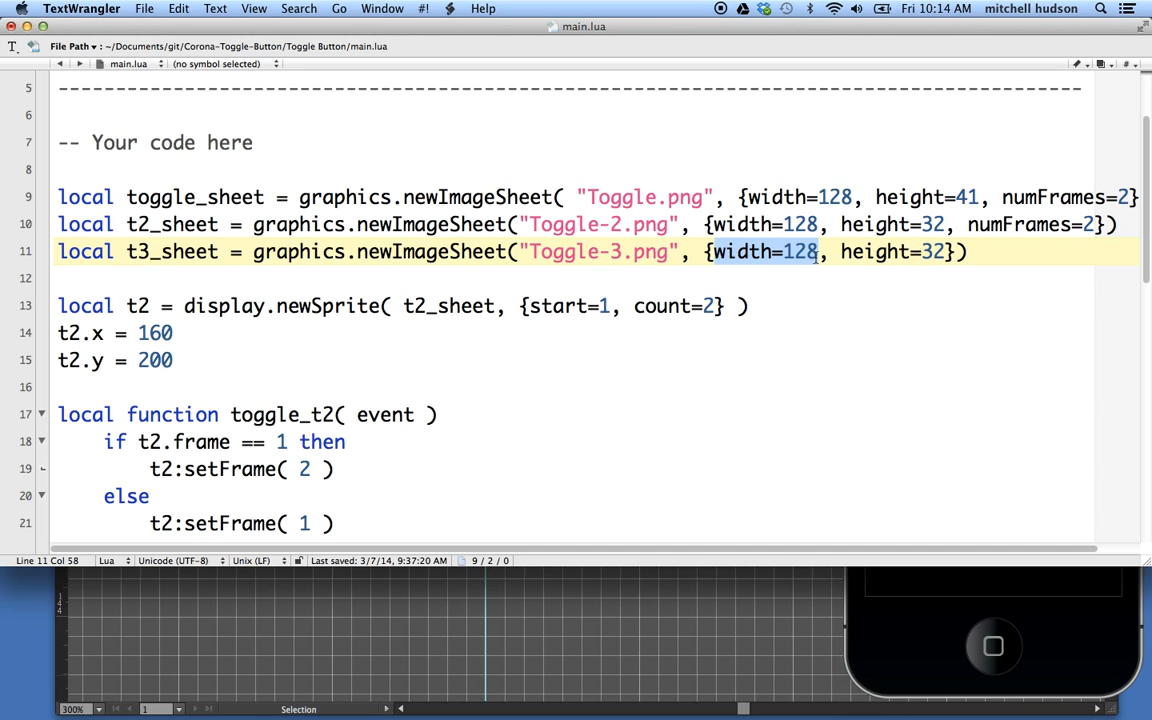 TextWrangler File Edit Text View Search Go Window #! Help Fri 10:14 AM mitchell hudson
main.lua
File Path ▾ : ~/Documents/git/Corona-Toggle-Button/Toggle Button/main.lua
main.lua (no symbol selected)
5 --------------------------------------------------------------------------------
6
7 -- Your code here
8
9 local toggle_sheet = graphics.newImageSheet( "Toggle.png", {width=128, height=41, numFrames=2}
10 local t2_sheet = graphics.newImageSheet("Toggle-2.png", {width=128, height=32, numFrames=2})
11 local t3_sheet = graphics.newImageSheet("Toggle-3.png", {width=128, height=32})
12
13 local t2 = display.newSprite( t2_sheet, {start=1, count=2} )
14 t2.x = 160
15 t2.y = 200
16
17 local function toggle_t2( event )
18 if t2.frame == 1 then
19 t2:setFrame( 2 )
20 else
21 t2:setFrame( 1 )
Line 11 Col 58 Lua Unicode (UTF-8) Unix (LF) Last saved: 3/7/14, 9:37:20 AM 9 / 2 / 0
1
4
4
300% 1 Selection